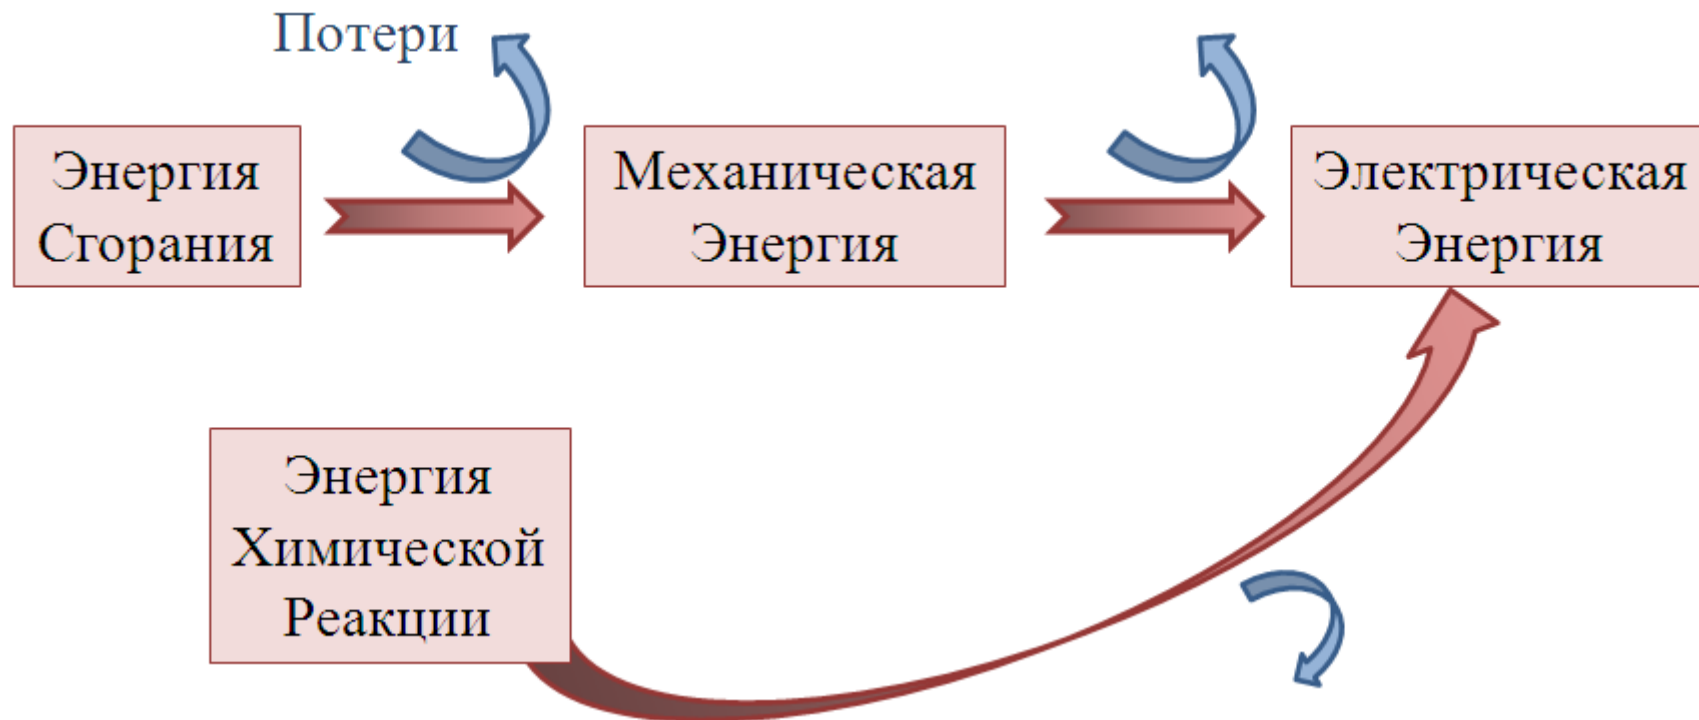 Потери
Энергия
Сгорания
Механическая
Энергия
Электрическая
Энергия
Энергия
Химической
Реакции